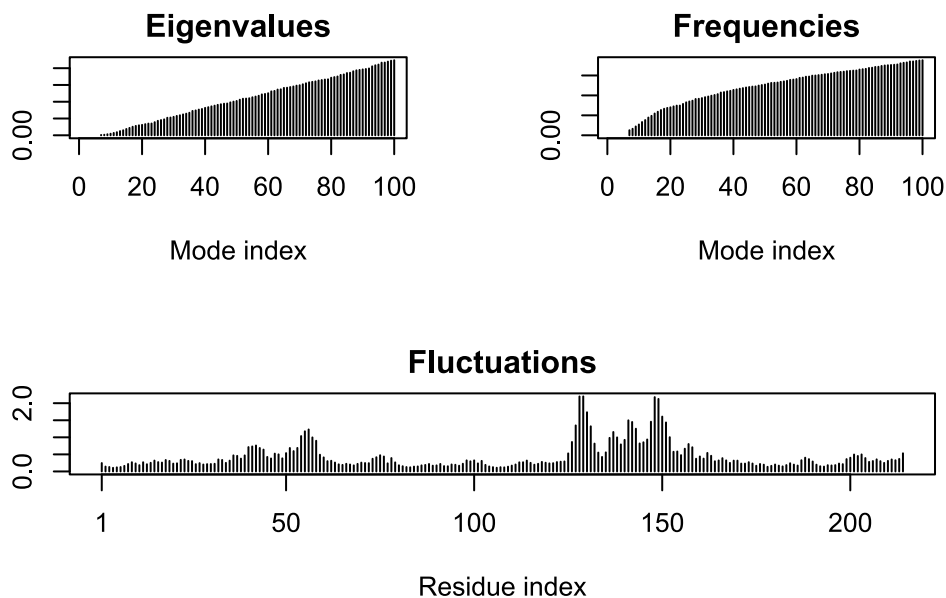 Eigenvalues
0.00
0 20 40 60 80 100
Mode index
Frequencies
0.00
0 20 40 60 80 100
Mode index
Fluctuations
2.0
0.0
1 50 100 150 200
Residue index